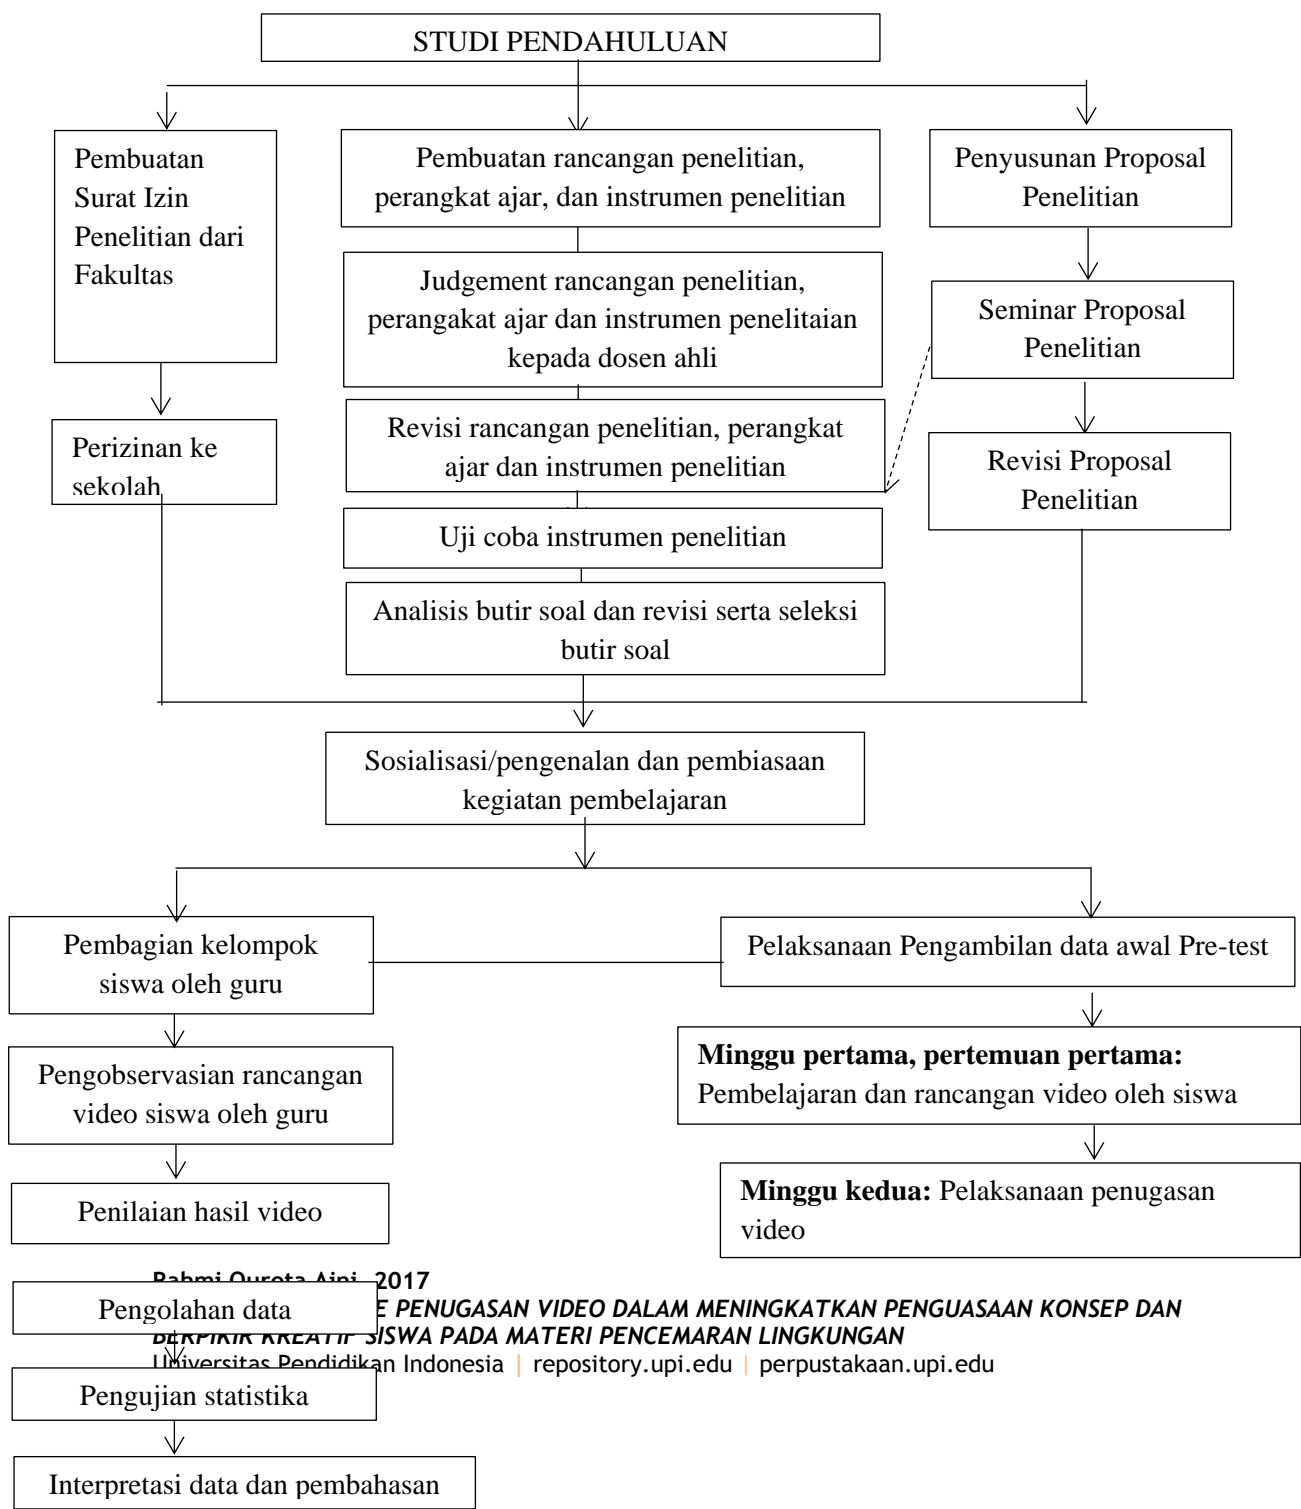 STUDI PENDAHULUAN
Pembuatan
Surat Izin
Penelitian dari
Fakultas
Perizinan ke
sekolah
Pembuatan rancangan penelitian,
perangkat ajar, dan instrumen penelitian
Judgement rancangan penelitian,
perangakat ajar dan instrumen penelitaian
kepada dosen ahli
Revisi rancangan penelitian, perangkat
ajar dan instrumen penelitian
Uji coba instrumen penelitian
Analisis butir soal dan revisi serta seleksi
butir soal
Penyusunan Proposal
Penelitian
Seminar Proposal
Penelitian
Revisi Proposal
Penelitian
Sosialisasi/pengenalan dan pembiasaan
kegiatan pembelajaran
Pembagian kelompok
siswa oleh guru
Pengobservasian rancangan
video siswa oleh guru
Penilaian hasil video
Pelaksanaan Pengambilan data awal Pre-test
Minggu pertama, pertemuan pertama:
Pembelajaran dan rancangan video oleh siswa
Minggu kedua: Pelaksanaan penugasan
video
2017
Pengolahan data
PENUGASAN VIDEO DALAM MENINGKATKAN PENGUASAAN KONSEP DAN
BERPIKIR KREATIF SISWA PADA MATERI PENCEMARAN LINGKUNGAN
Universitas Pendidikan Indonesia | repository.upi.edu | perpustakaan.upi.edu
Pengujian statistika
Interpretasi data dan pembahasan